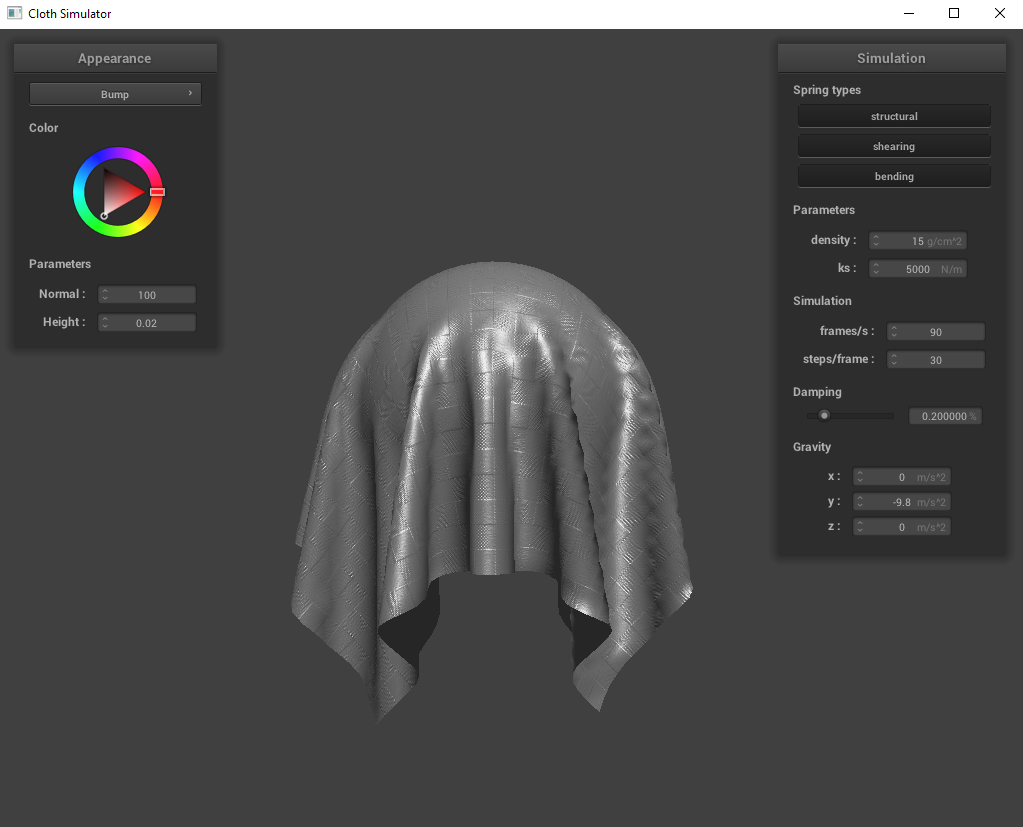 Cloth Simulator
Appearance
Bump
Color
Parameters
Normal : 100
Height : 0.02
Simulation
Spring types
structural
shearing
bending
Parameters
density : 15 g/cm^2
ks : 5000 N/m
Simulation
frames/s : 90
steps/frame : 30
Damping
0.200000 %
Gravity
x : 0 m/s^2
y : -9.8 m/s^2
z : 0 m/s^2